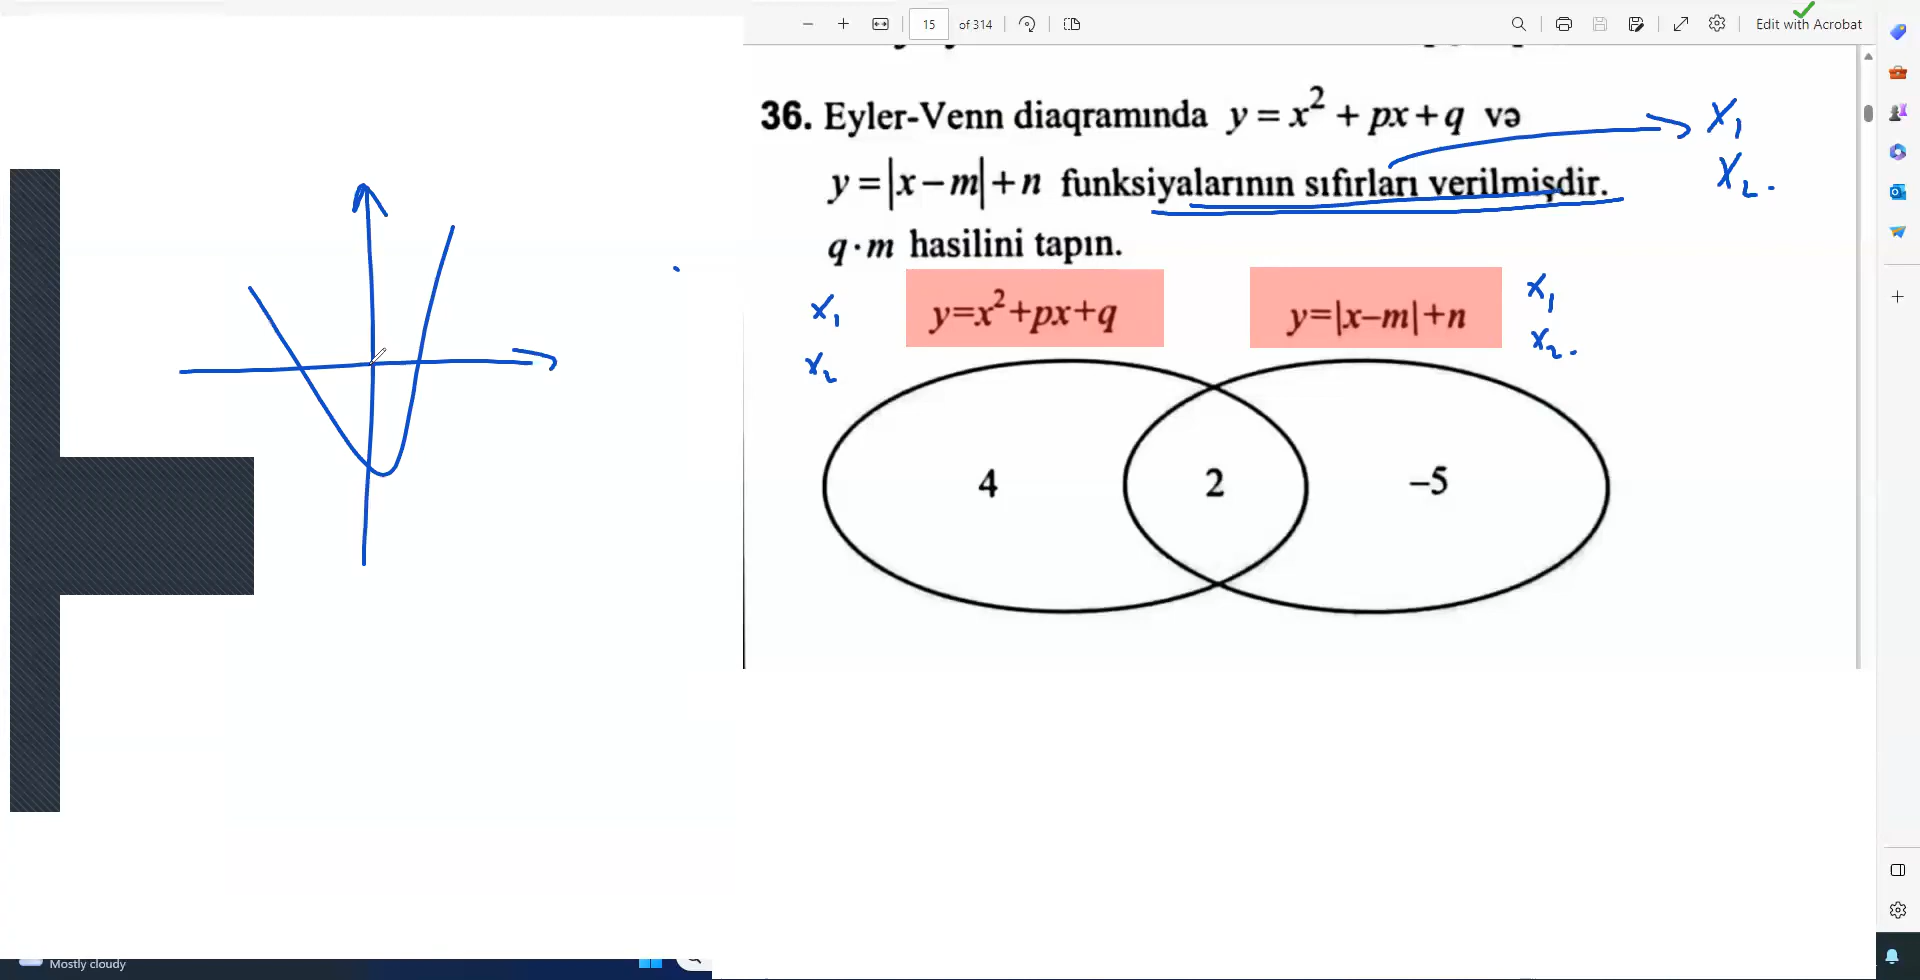 15 of 314 Edit with Acrobat
36. Eyler-Venn diaqramında y = x² + px + q və
y = |x − m| + n funksiyalarının sıfırları verilmişdir.
x₁
x₂.
q · m hasilini tapın.
x₁
x₂
y=x²+px+q
y=|x−m|+n
x₁
x₂.
4 2 −5
Mostly cloudy